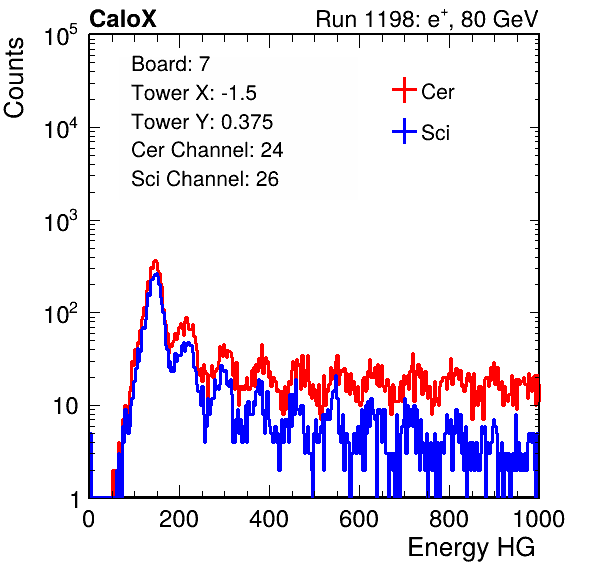 CaloX Run 1198: e+, 80 GeV
Counts
Board: 7
Tower X: -1.5
Tower Y: 0.375
Cer Channel: 24
Sci Channel: 26
Cer
Sci
10^5
10^4
10^3
10^2
10
1
0 200 400 600 800 1000
Energy HG